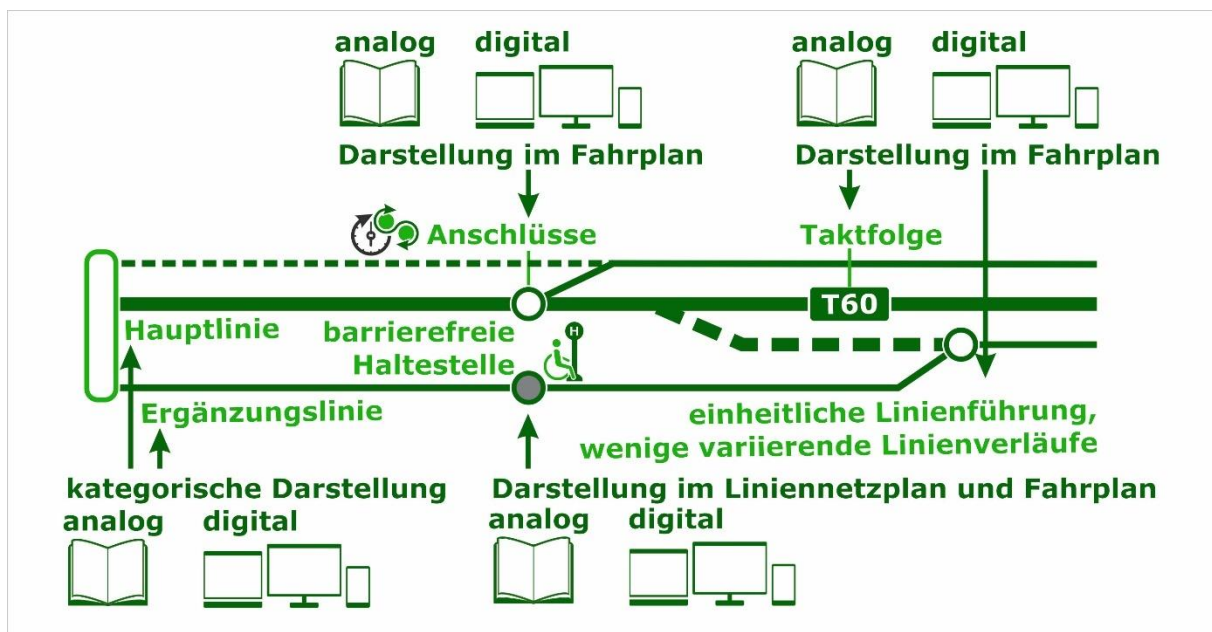 analog digital
analog digital
Darstellung im Fahrplan
Darstellung im Fahrplan
Anschlüsse
Taktfolge
T60
Hauptlinie
barrierefreie
Haltestelle
H
Ergänzungslinie
einheitliche Linienführung,
wenige variierende Linienverläufe
kategorische Darstellung
analog digital
Darstellung im Liniennetzplan und Fahrplan
analog digital